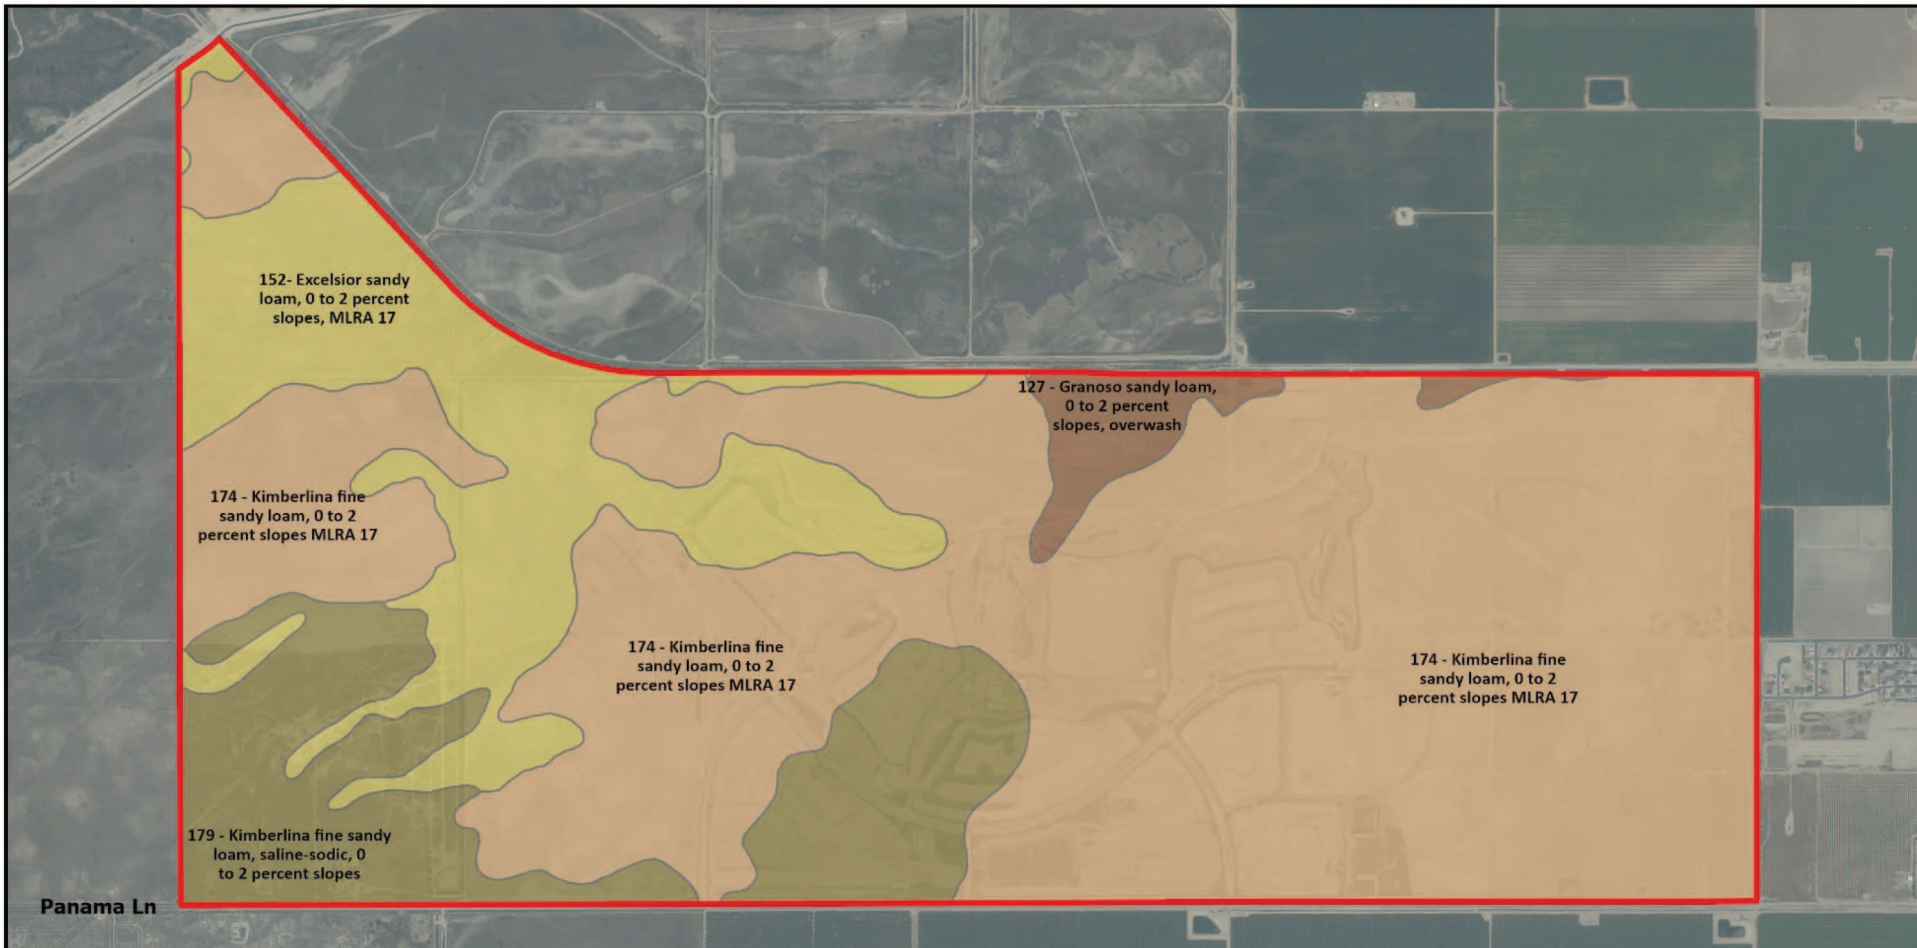 152- Excelsior sandy
loam, 0 to 2 percent
slopes, MLRA 17
127 - Granoso sandy loam,
0 to 2 percent
slopes, overwash
174 - Kimberlina fine
sandy loam, 0 to 2
percent slopes MLRA 17
174 - Kimberlina fine
sandy loam, 0 to 2
percent slopes MLRA 17
174 - Kimberlina fine
sandy loam, 0 to 2
percent slopes MLRA 17
179 - Kimberlina fine sandy
loam, saline-sodic, 0
to 2 percent slopes
Panama Ln